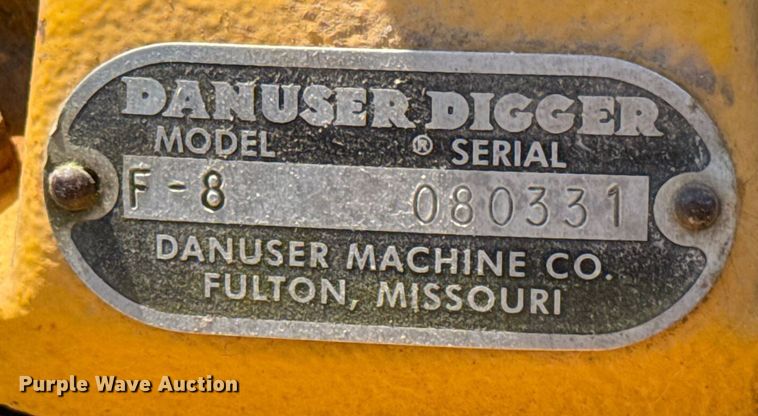 DANUSER DIGGER
MODEL ® SERIAL
F-8 080331
DANUSER MACHINE CO.
FULTON, MISSOURI
Purple Wave Auction